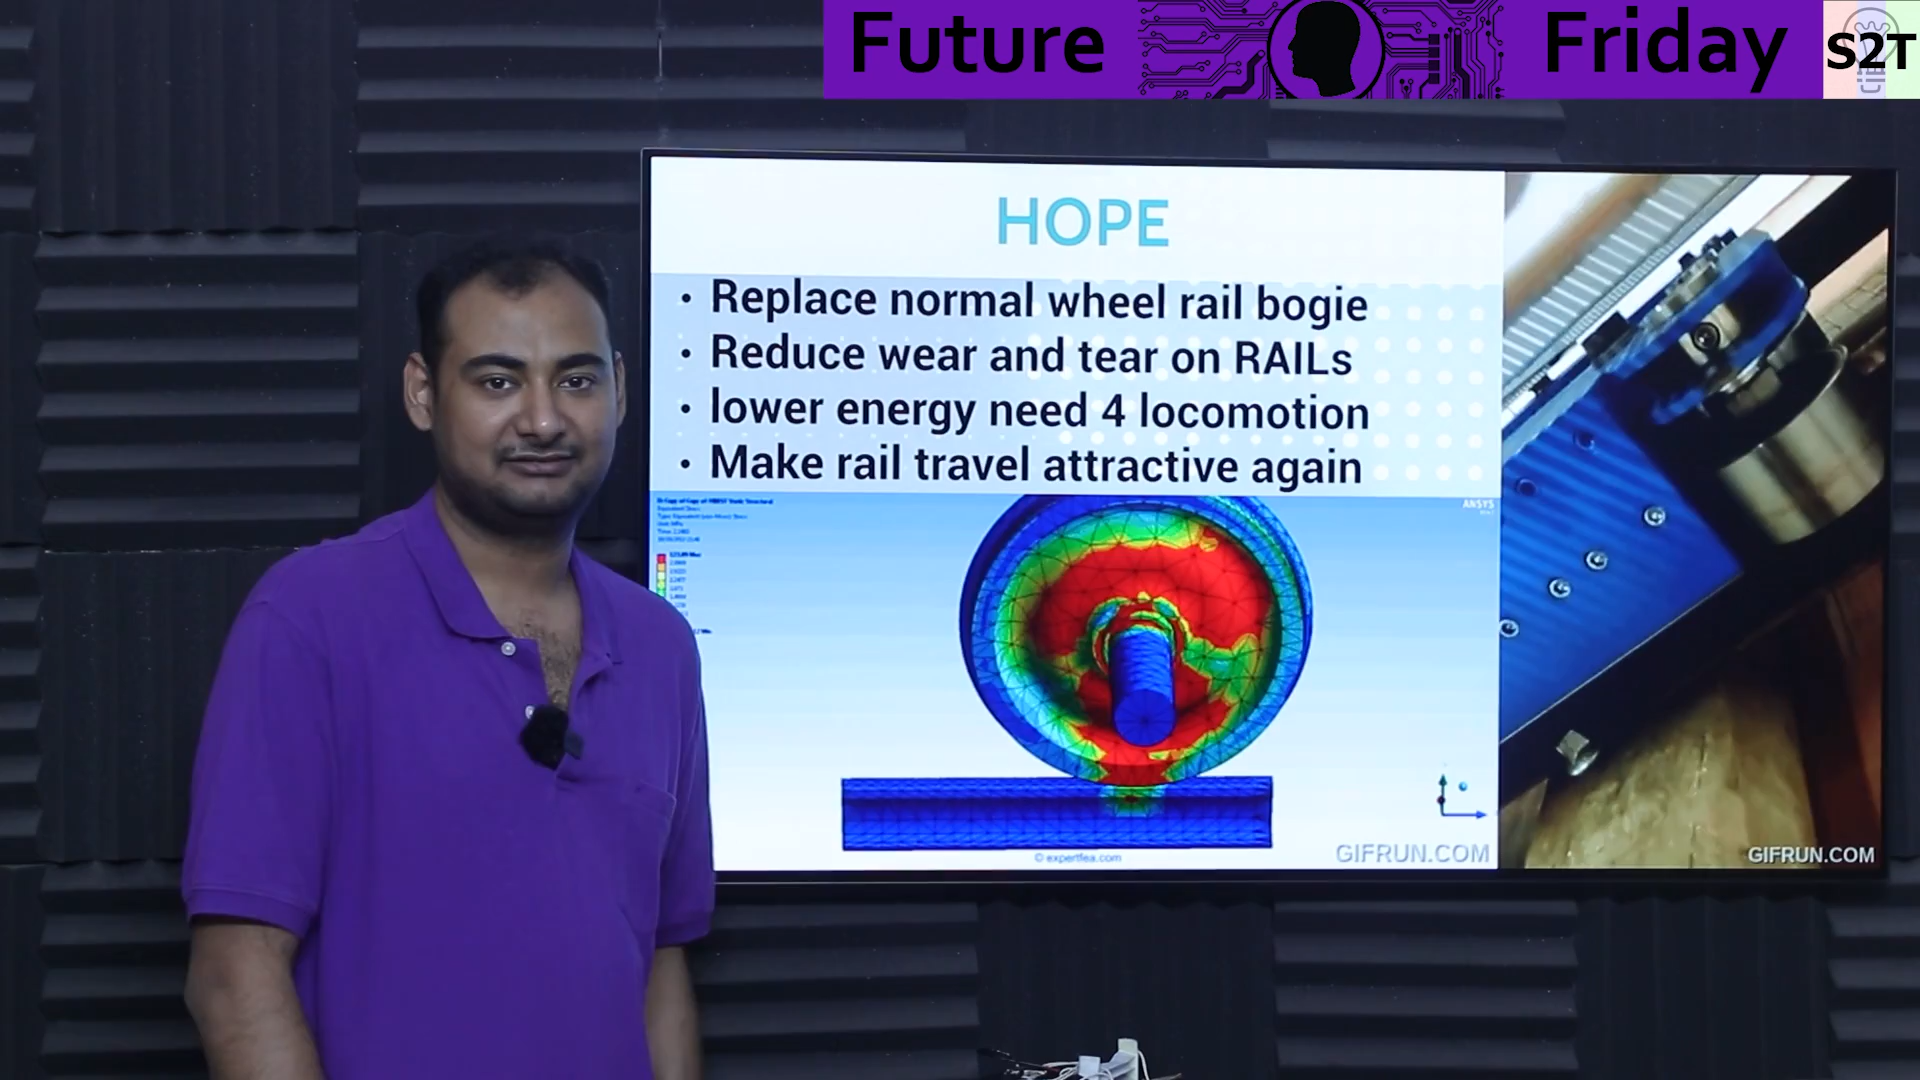 Future Friday
S2T
HOPE
• Replace normal wheel rail bogie
• Reduce wear and tear on RAILs
• lower energy need 4 locomotion
• Make rail travel attractive again
ANSYS
© expertfea.com
GIFRUN.COM
GIFRUN.COM